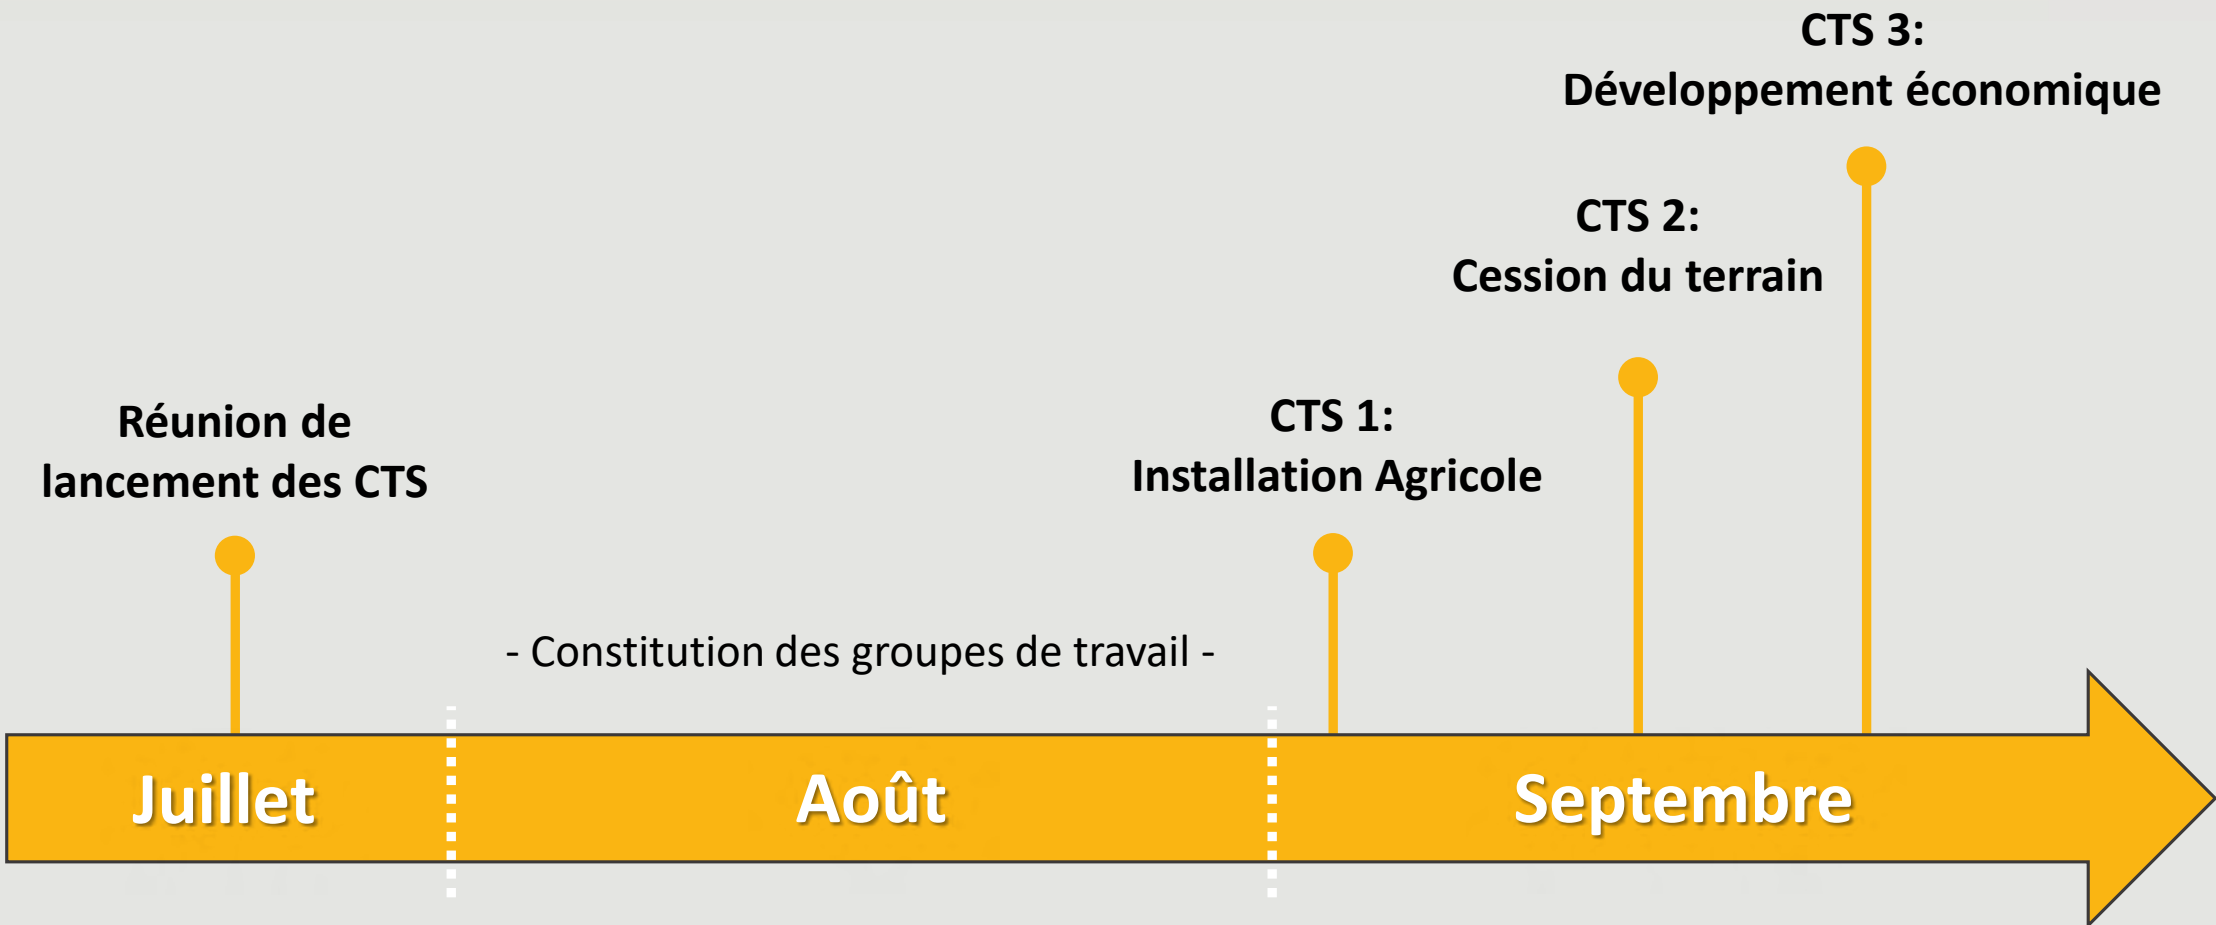 CTS 3:
Développement économique
CTS 2:
Cession du terrain
Réunion de
lancement des CTS
CTS 1:
Installation Agricole
- Constitution des groupes de travail -
Juillet
Août
Septembre